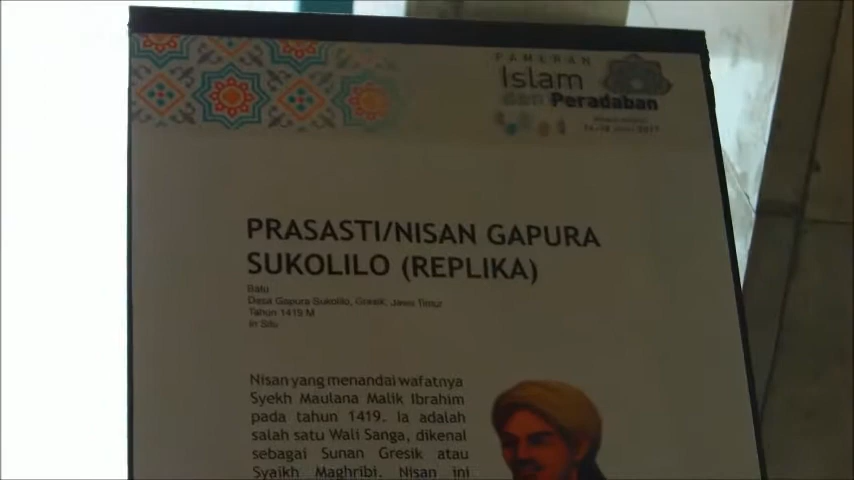 PAMERAN
Islam
dan Peradaban
PRASASTI/NISAN GAPURA
SUKOLILO (REPLIKA)
Batu
Desa Gapura Sukolilo, Gresik, Jawa Timur
Tahun 1419 M
In Situ
Nisan yang menandai wafatnya
Syekh Maulana Malik Ibrahim
pada tahun 1419. Ia adalah
salah satu Wali Sanga, dikenal
sebagai Sunan Gresik atau
Syaikh Maghribi. Nisan ini